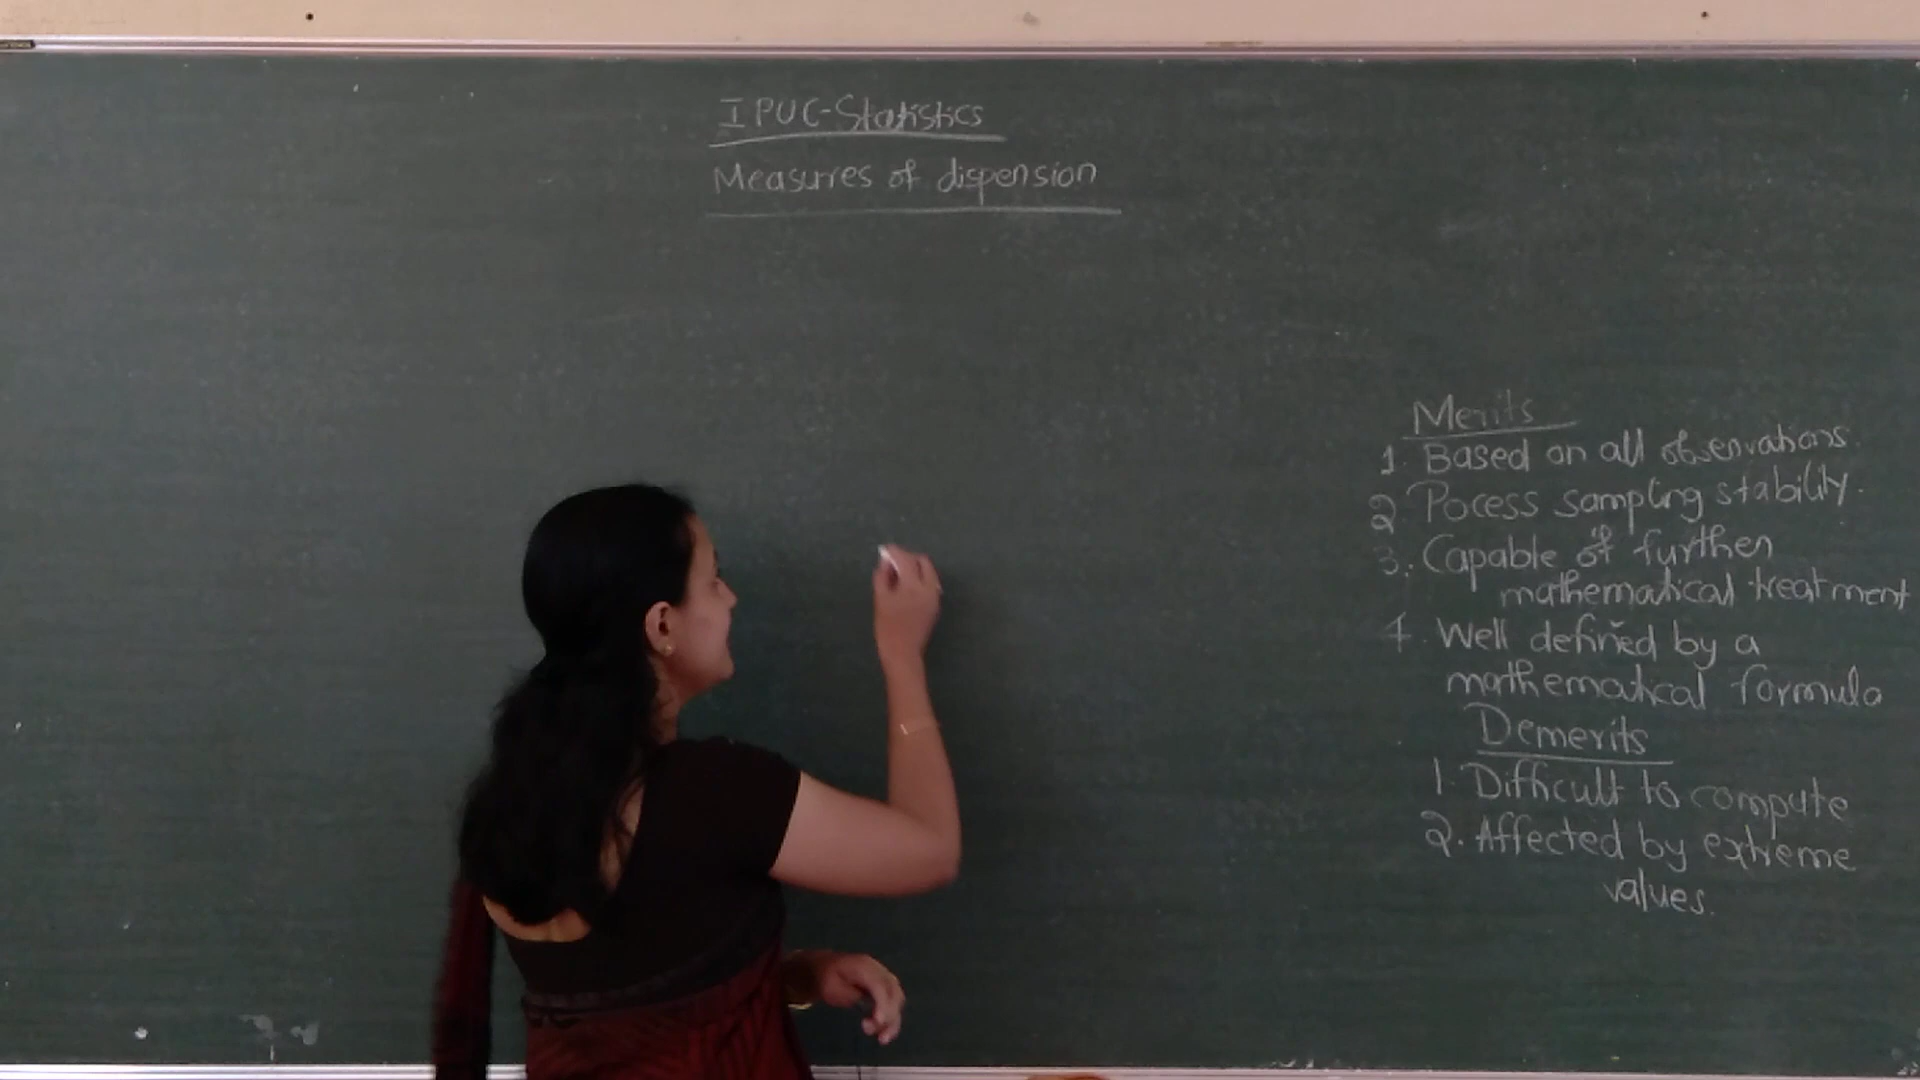 I PUC-Statistics
Measures of dispersion
Merits
1. Based on all observations.
2. Pocess sampling stability.
3. Capable of further
mathematical treatment
4. Well defined by a
mathematical formula
Demerits
1. Difficult to compute
2. Affected by extreme
values.